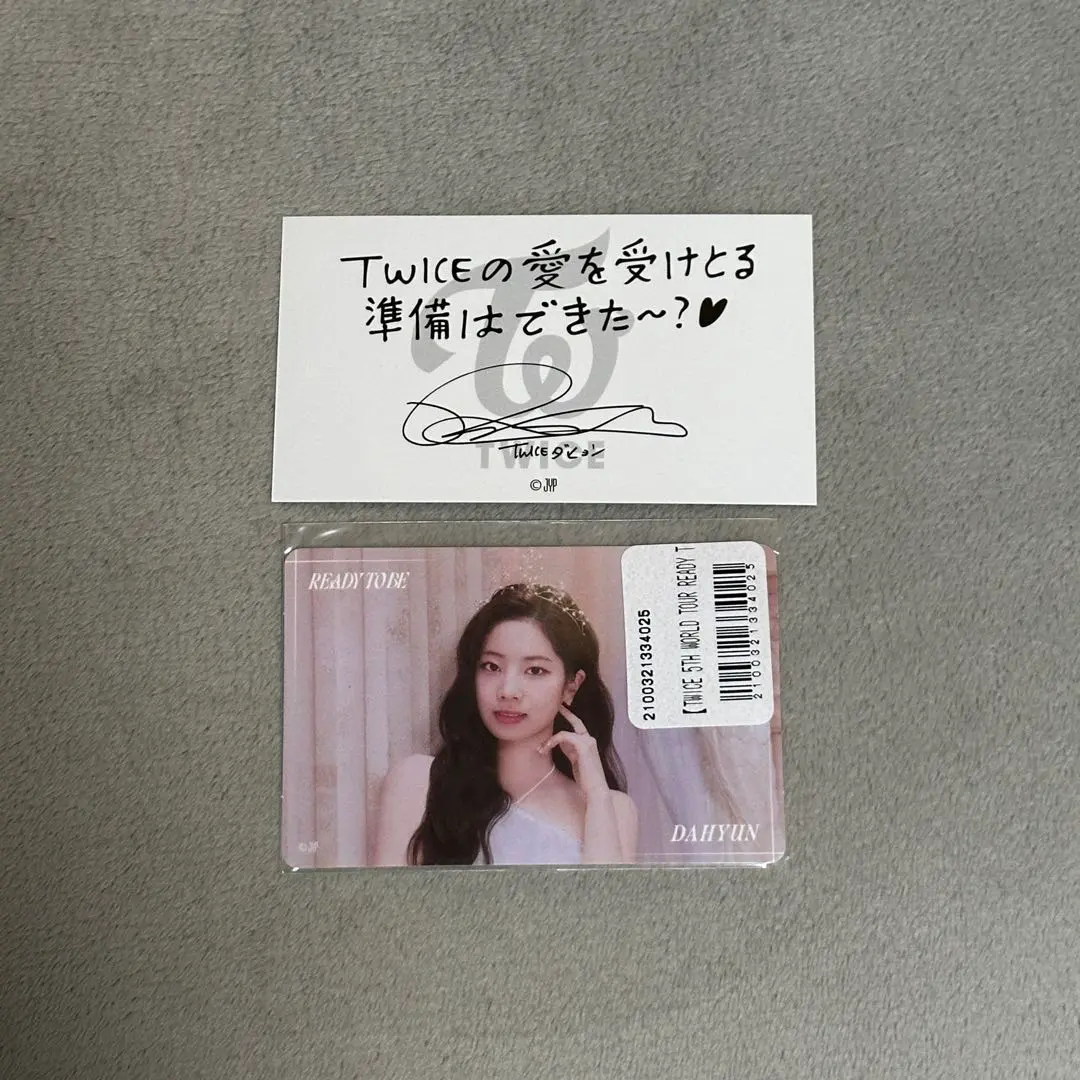 TWICEの愛を受けとる
準備はできた〜?♥
TWICE
TWICEダヒョン
©JYP
READY TO BE
2100321334025
【TWICE 5TH WORLD TOUR READY T
2100321334025
DAHYUN
©JYP